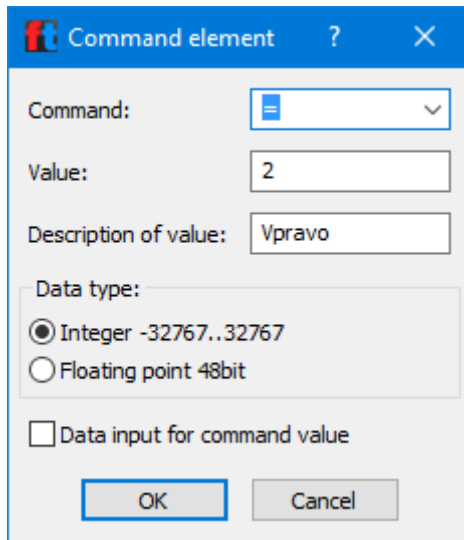 ft Command element ? ×
Command: =
Value: 2
Description of value: Vpravo
Data type:
Integer -32767..32767
Floating point 48bit
Data input for command value
OK Cancel